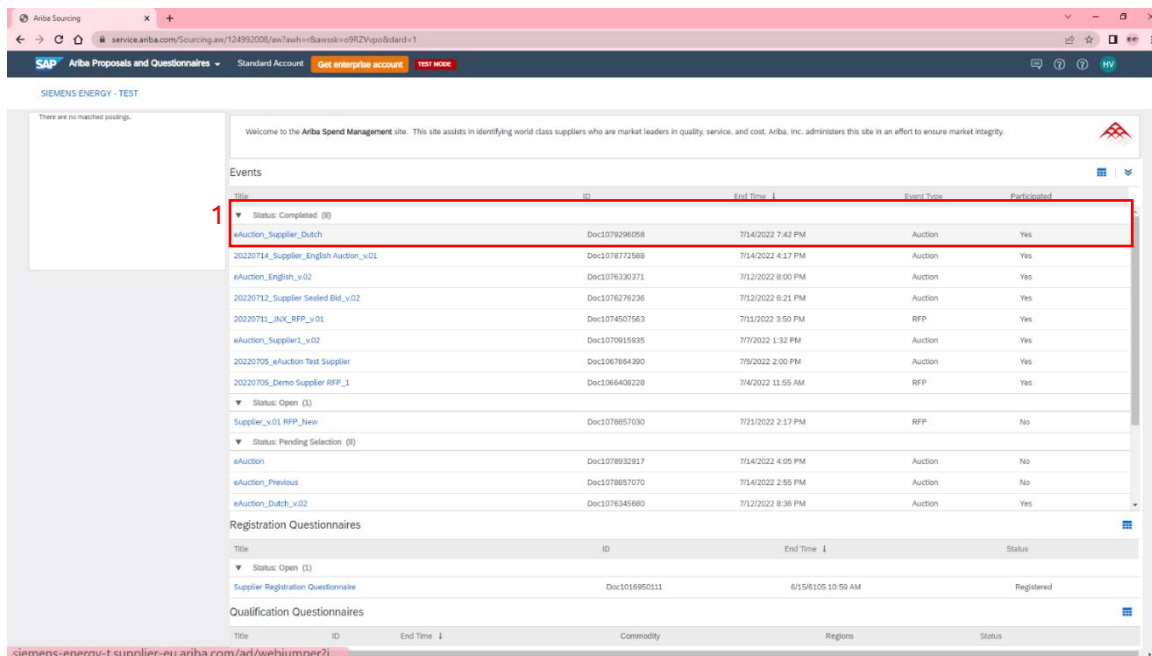 Ariba Sourcing
service.ariba.com/Sourcing.aw/124992008/aw?awh=r&awssk=o9RZVvpo&dard=1
SAP Ariba Proposals and Questionnaires Standard Account Get enterprise account TEST MODE HV
SIEMENS ENERGY - TEST
There are no matched postings.
Welcome to the Ariba Spend Management site. This site assists in identifying world class suppliers who are market leaders in quality, service, and cost. Ariba, Inc. administers this site in an effort to ensure market integrity.
Events
Title ID End Time ↓ Event Type Participated
1
▼ Status: Completed (8)
eAuction_Supplier_Dutch Doc1079296058 7/14/2022 7:42 PM Auction Yes
20220714_Supplier_English Auction_v.01 Doc1078772588 7/14/2022 4:17 PM Auction Yes
eAuction_English_v.02 Doc1076330371 7/12/2022 8:00 PM Auction Yes
20220712_Supplier Sealed Bid_v.02 Doc1076276236 7/12/2022 6:21 PM Auction Yes
20220711_JNX_RFP_v.01 Doc1074507563 7/11/2022 3:50 PM RFP Yes
eAuction_Supplier1_v.02 Doc1070915935 7/7/2022 1:32 PM Auction Yes
20220705_eAuction Test Supplier Doc1067664390 7/5/2022 2:00 PM Auction Yes
20220705_Demo Supplier RFP_1 Doc1066408228 7/4/2022 11:55 AM RFP Yes
▼ Status: Open (1)
Supplier_v.01 RFP_New Doc1078857030 7/21/2022 2:17 PM RFP No
▼ Status: Pending Selection (8)
eAuction Doc1078932917 7/14/2022 4:05 PM Auction No
eAuction_Previous Doc1078857070 7/14/2022 2:55 PM Auction No
eAuction_Dutch_v.02 Doc1076345680 7/12/2022 8:36 PM Auction Yes
Registration Questionnaires
Title ID End Time ↓ Status
▼ Status: Open (1)
Supplier Registration Questionnaire Doc1016950111 6/15/6105 10:59 AM Registered
Qualification Questionnaires
Title ID End Time ↓ Commodity Regions Status
siemens-energy-t.supplier-eu.ariba.com/ad/webjumper?i